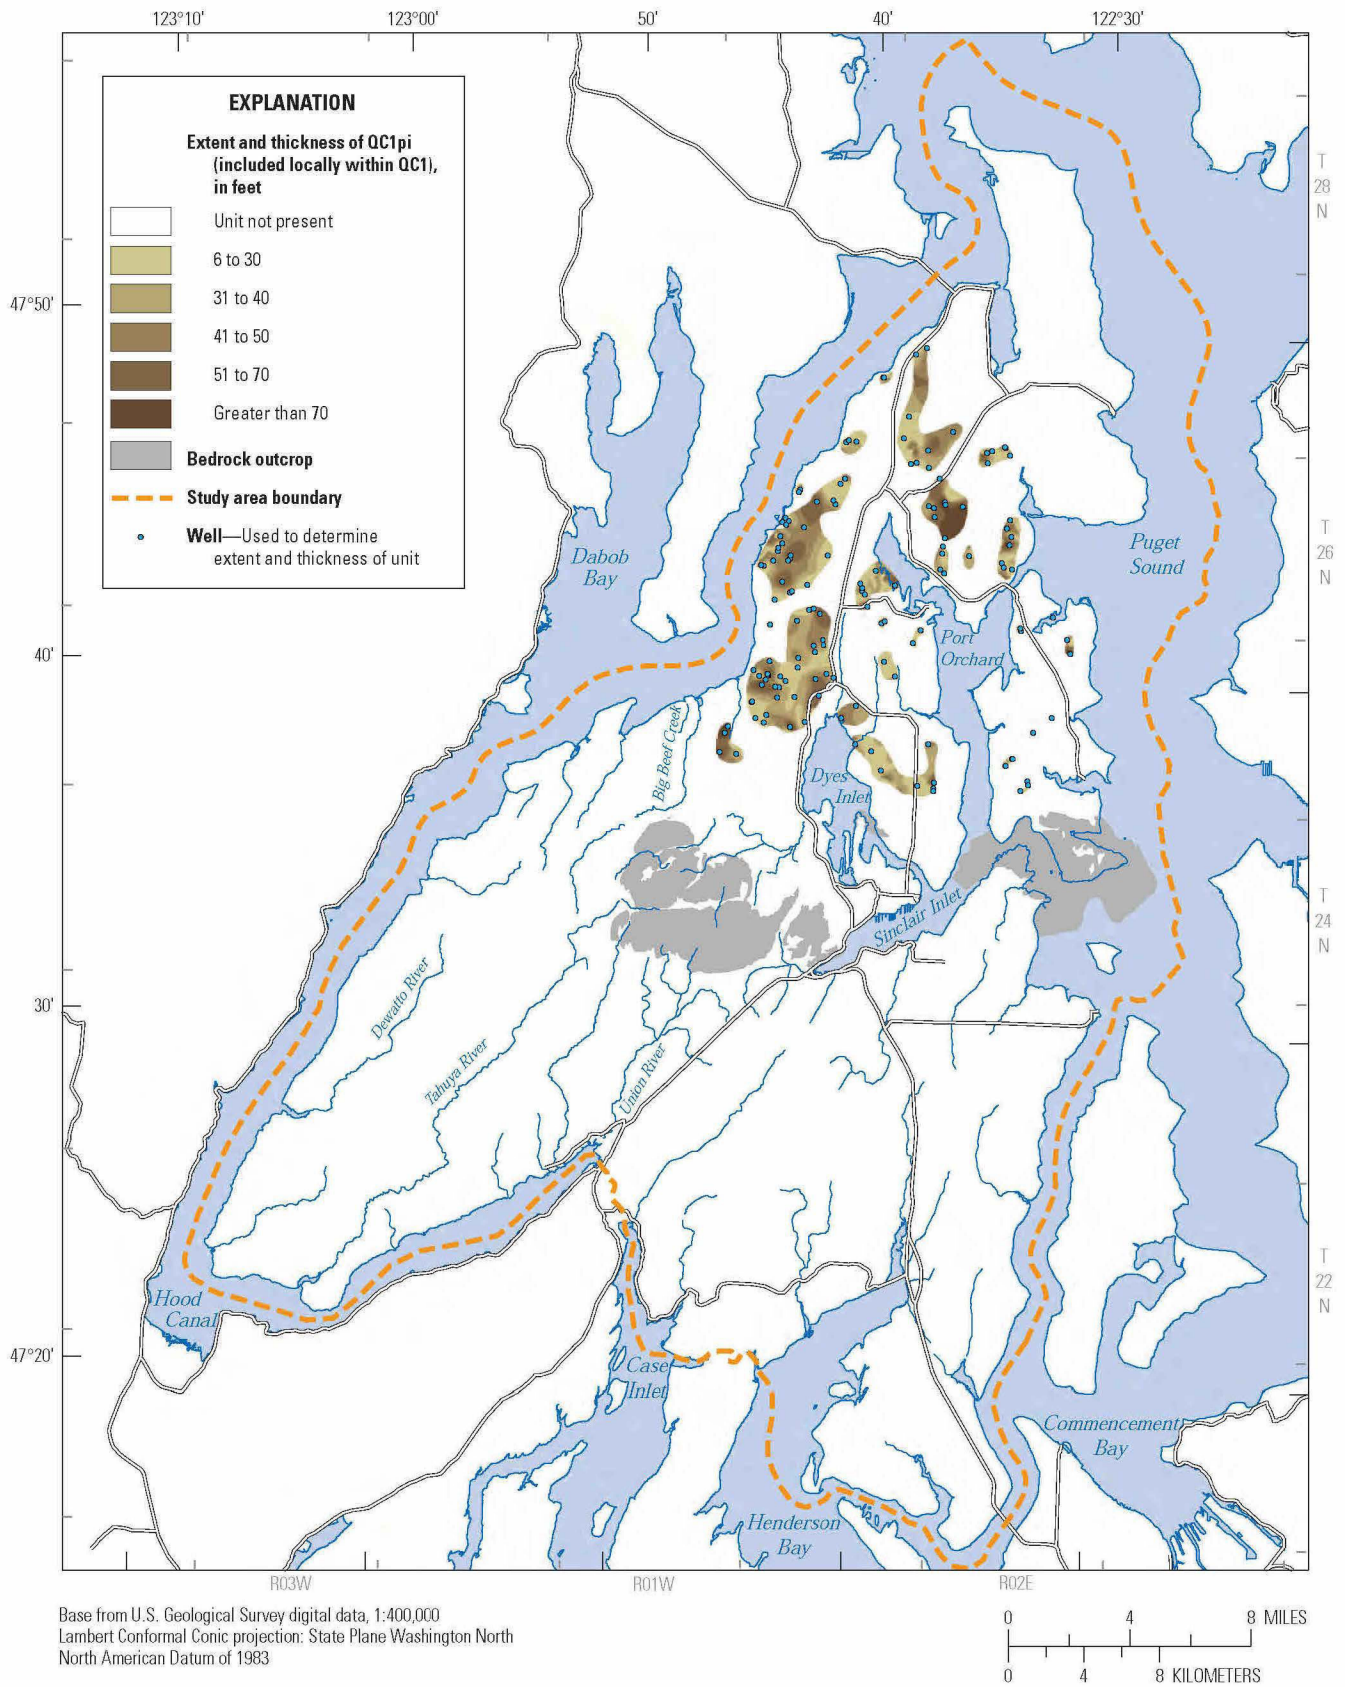 123°10'
123°00'
50'
40'
122°30'
EXPLANATION
Extent and thickness of QC1pi
(included locally within QC1),
in feet
Unit not present
6 to 30
31 to 40
41 to 50
51 to 70
Greater than 70
Bedrock outcrop
Study area boundary
Well—Used to determine
extent and thickness of unit
47°50'
40'
30'
47°20'
T
28
N
T
26
N
T
24
N
T
22
N
Dabob
Bay
Puget
Sound
Port
Orchard
Big Beef Creek
Dyes
Inlet
Sinclair Inlet
Dewatto River
Tahuya River
Union River
Hood
Canal
Case
Inlet
Commencement
Bay
Henderson
Bay
R03W
R01W
R02E
Base from U.S. Geological Survey digital data, 1:400,000
Lambert Conformal Conic projection: State Plane Washington North
North American Datum of 1983
0 4 8 MILES
0 4 8 KILOMETERS